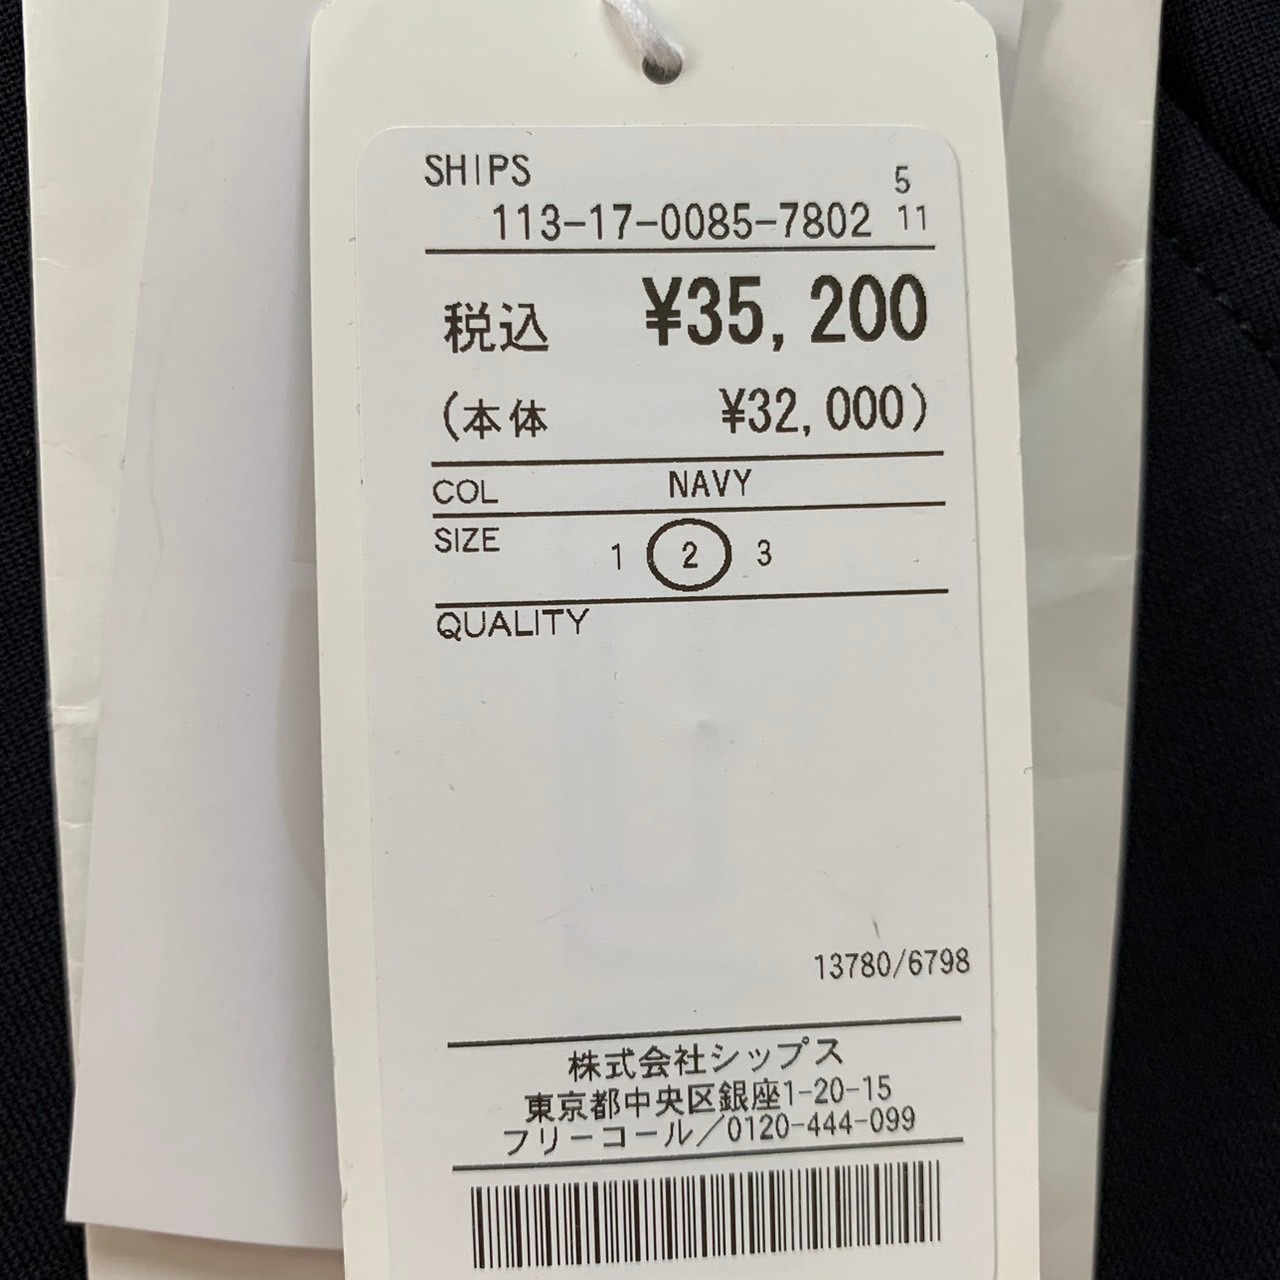 SHIPS 5
113-17-0085-7802 11
税込 ¥35,200
(本体 ¥32,000)
COL NAVY
SIZE 1 2 3
QUALITY
13780/6798
株式会社シップス
東京都中央区銀座1-20-15
フリーコール/0120-444-099